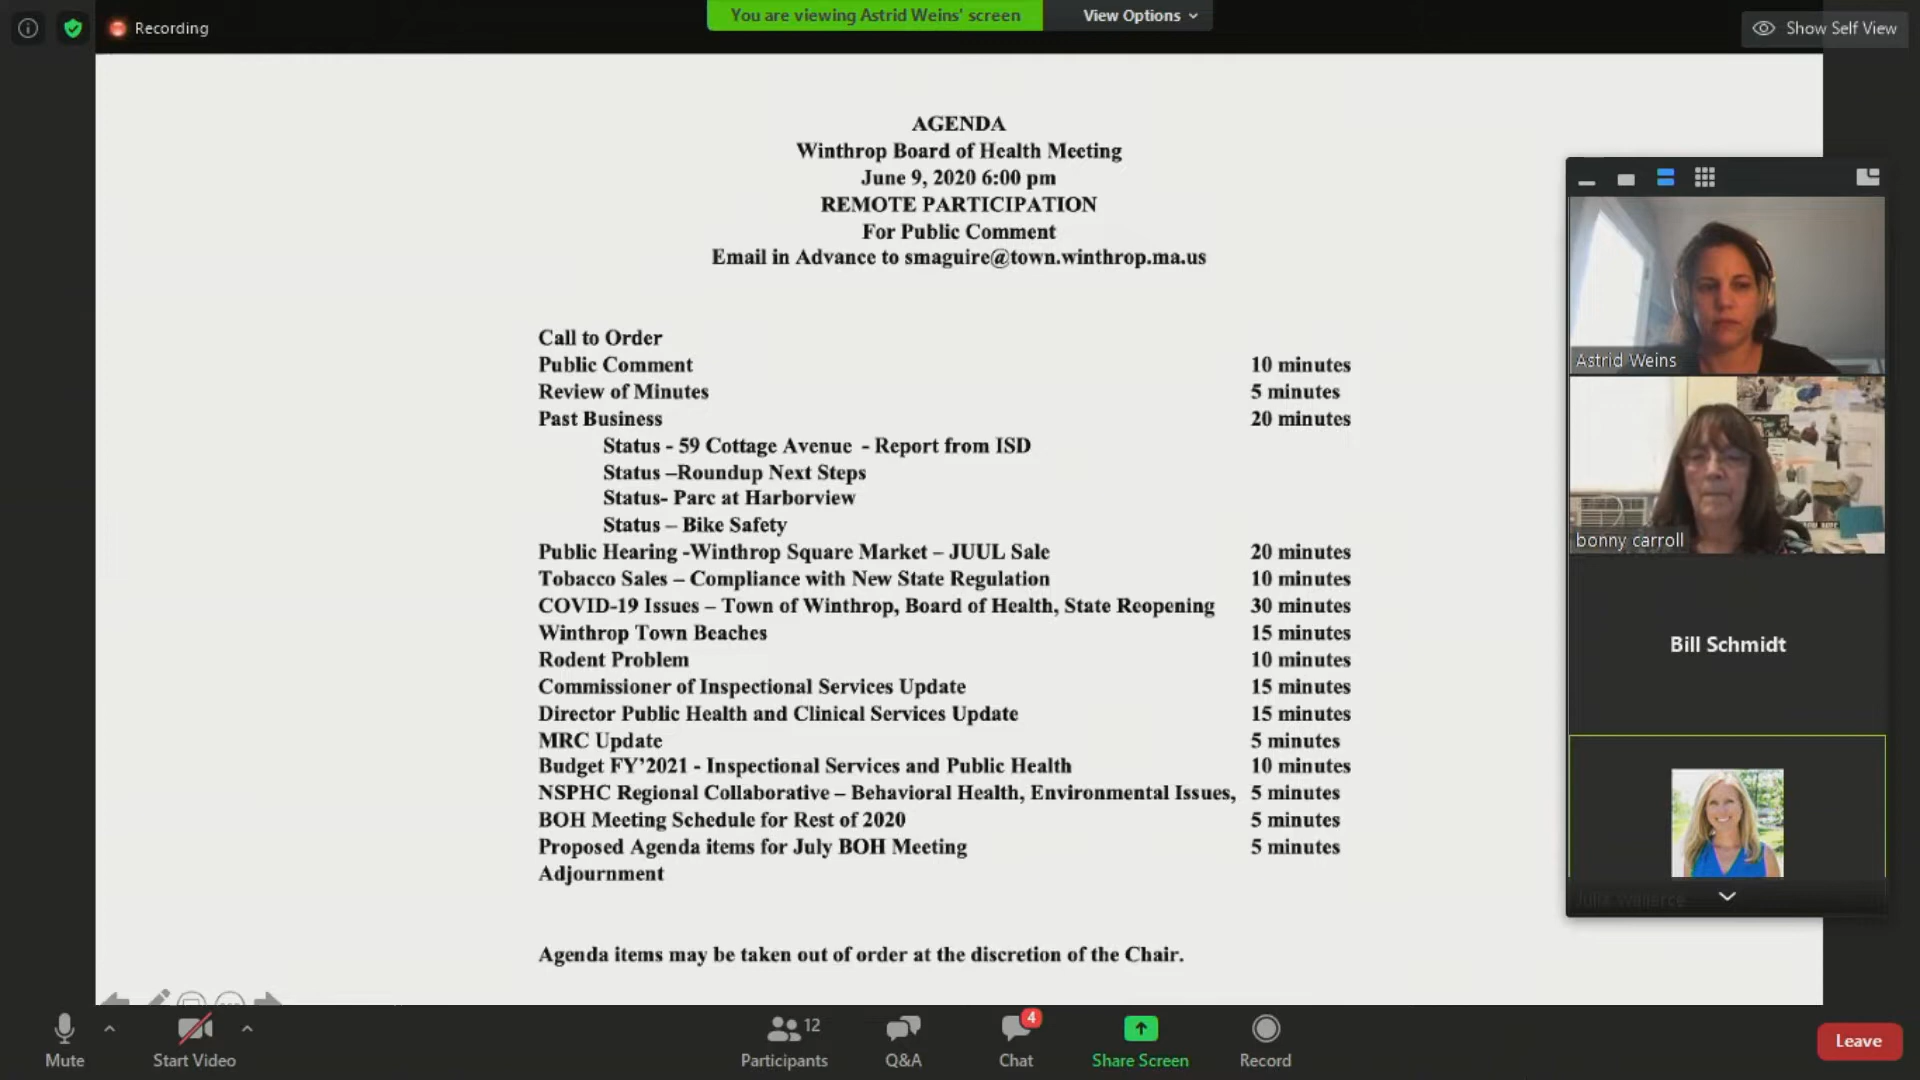 Recording
You are viewing Astrid Weins' screen
View Options
Show Self View
AGENDA
Winthrop Board of Health Meeting
June 9, 2020 6:00 pm
REMOTE PARTICIPATION
For Public Comment
Email in Advance to smaguire@town.winthrop.ma.us
Call to Order
Public Comment 10 minutes
Review of Minutes 5 minutes
Past Business 20 minutes
Status - 59 Cottage Avenue - Report from ISD
Status –Roundup Next Steps
Status- Parc at Harborview
Status – Bike Safety
Public Hearing -Winthrop Square Market – JUUL Sale 20 minutes
Tobacco Sales – Compliance with New State Regulation 10 minutes
COVID-19 Issues – Town of Winthrop, Board of Health, State Reopening 30 minutes
Winthrop Town Beaches 15 minutes
Rodent Problem 10 minutes
Commissioner of Inspectional Services Update 15 minutes
Director Public Health and Clinical Services Update 15 minutes
MRC Update 5 minutes
Budget FY'2021 - Inspectional Services and Public Health 10 minutes
NSPHC Regional Collaborative – Behavioral Health, Environmental Issues, 5 minutes
BOH Meeting Schedule for Rest of 2020 5 minutes
Proposed Agenda items for July BOH Meeting 5 minutes
Adjournment
Agenda items may be taken out of order at the discretion of the Chair.
Astrid Weins
bonny carroll
Bill Schmidt
Mute
Start Video
12
Participants
Q&A
4
Chat
Share Screen
Record
Leave